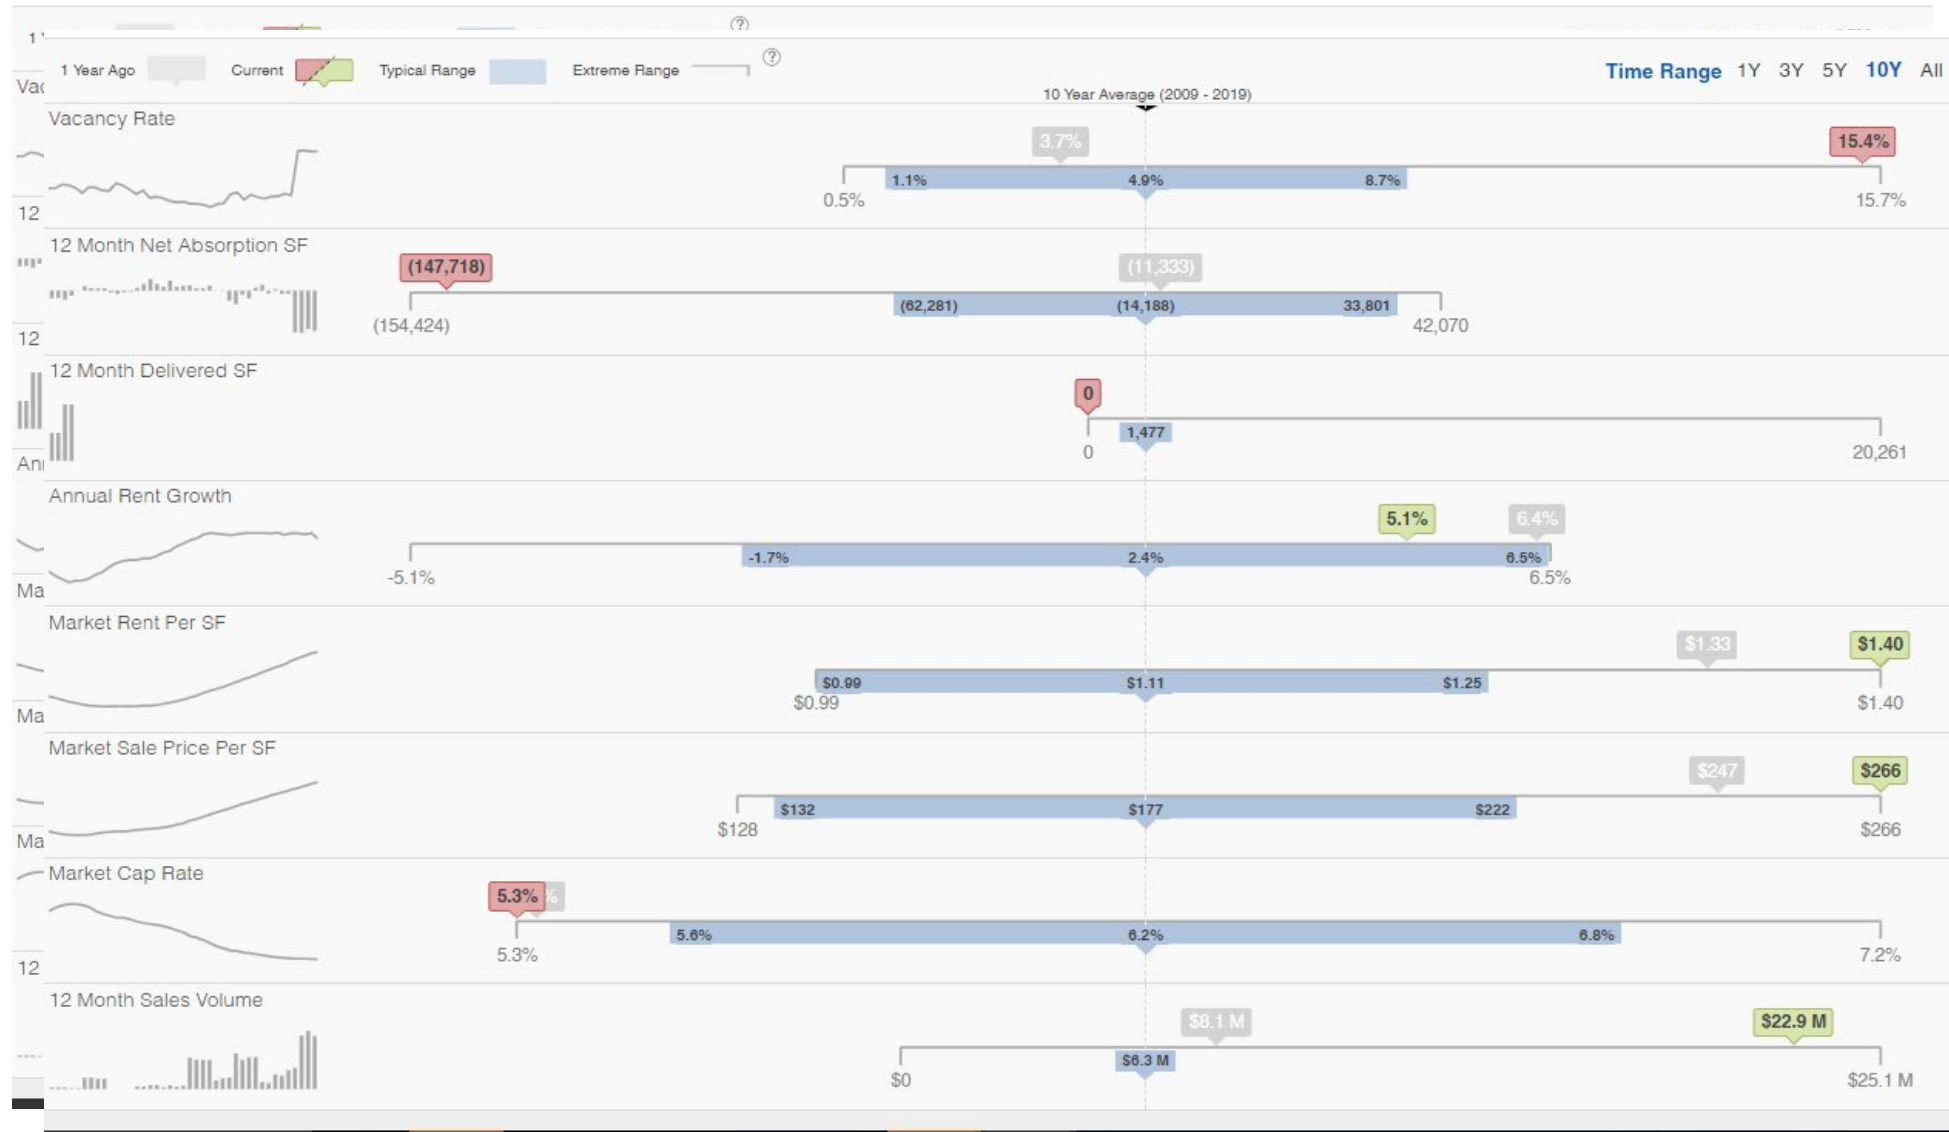 1
1 Year Ago Current Typical Range Extreme Range ? Time Range 1Y 3Y 5Y 10Y All
?
Vac
10 Year Average (2009 - 2019)
Vacancy Rate
3.7% 15.4%
1.1% 4.9% 8.7%
0.5% 15.7%
12
12 Month Net Absorption SF
(147,718) (11,333)
(62,281) (14,188) 33,801
(154,424) 42,070
12
12 Month Delivered SF
0
1,477
0 20,261
Ann
Annual Rent Growth
5.1% 6.4%
-1.7% 2.4% 6.5%
-5.1% 6.5%
Ma
Market Rent Per SF
$1.33 $1.40
$0.99 $1.11 $1.25
$0.99 $1.40
Ma
Market Sale Price Per SF
$247 $266
$132 $177 $222
$128 $266
Ma
Market Cap Rate
5.3% %
5.6% 6.2% 6.8%
5.3% 7.2%
12
12 Month Sales Volume
$8.1 M $22.9 M
$6.3 M
$0 $25.1 M